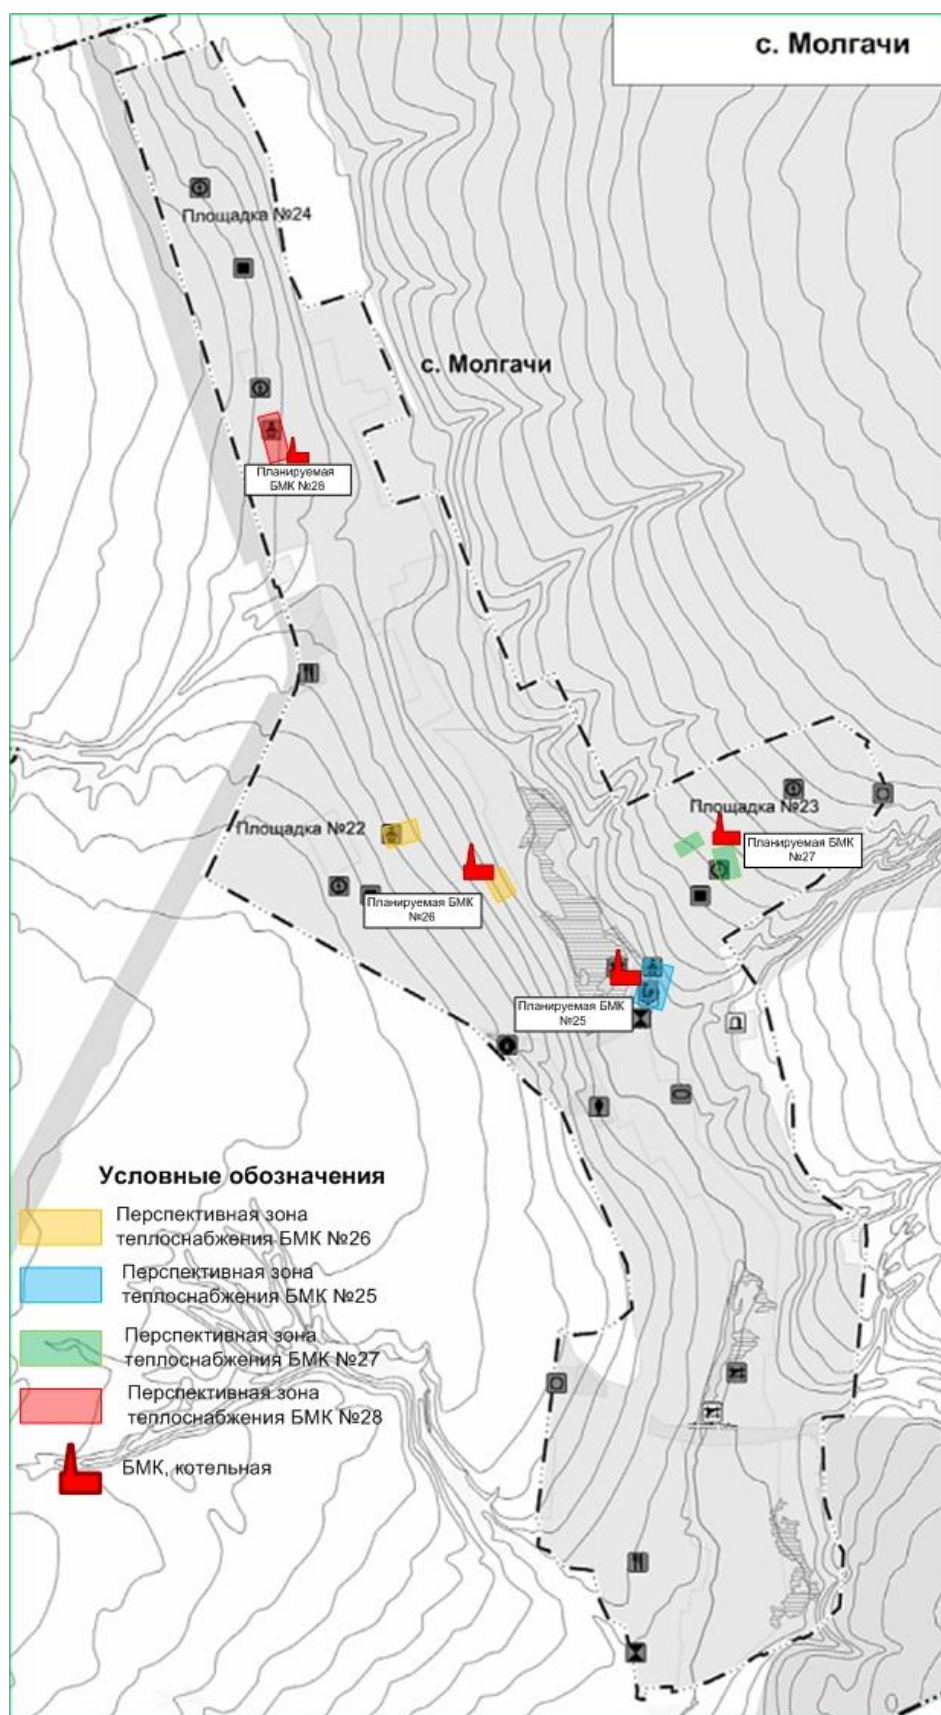 с. Молгачи
Площадка №24
с. Молгачи
Планируемая
БМК №28
Площадка №23
Площадка №22
Планируемая БМК
№27
Планируемая БМК
№26
Планируемая БМК
№25
Условные обозначения
Перспективная зона
теплоснабжения БМК №26
Перспективная зона
теплоснабжения БМК №25
Перспективная зона
теплоснабжения БМК №27
Перспективная зона
теплоснабжения БМК №28
БМК, котельная